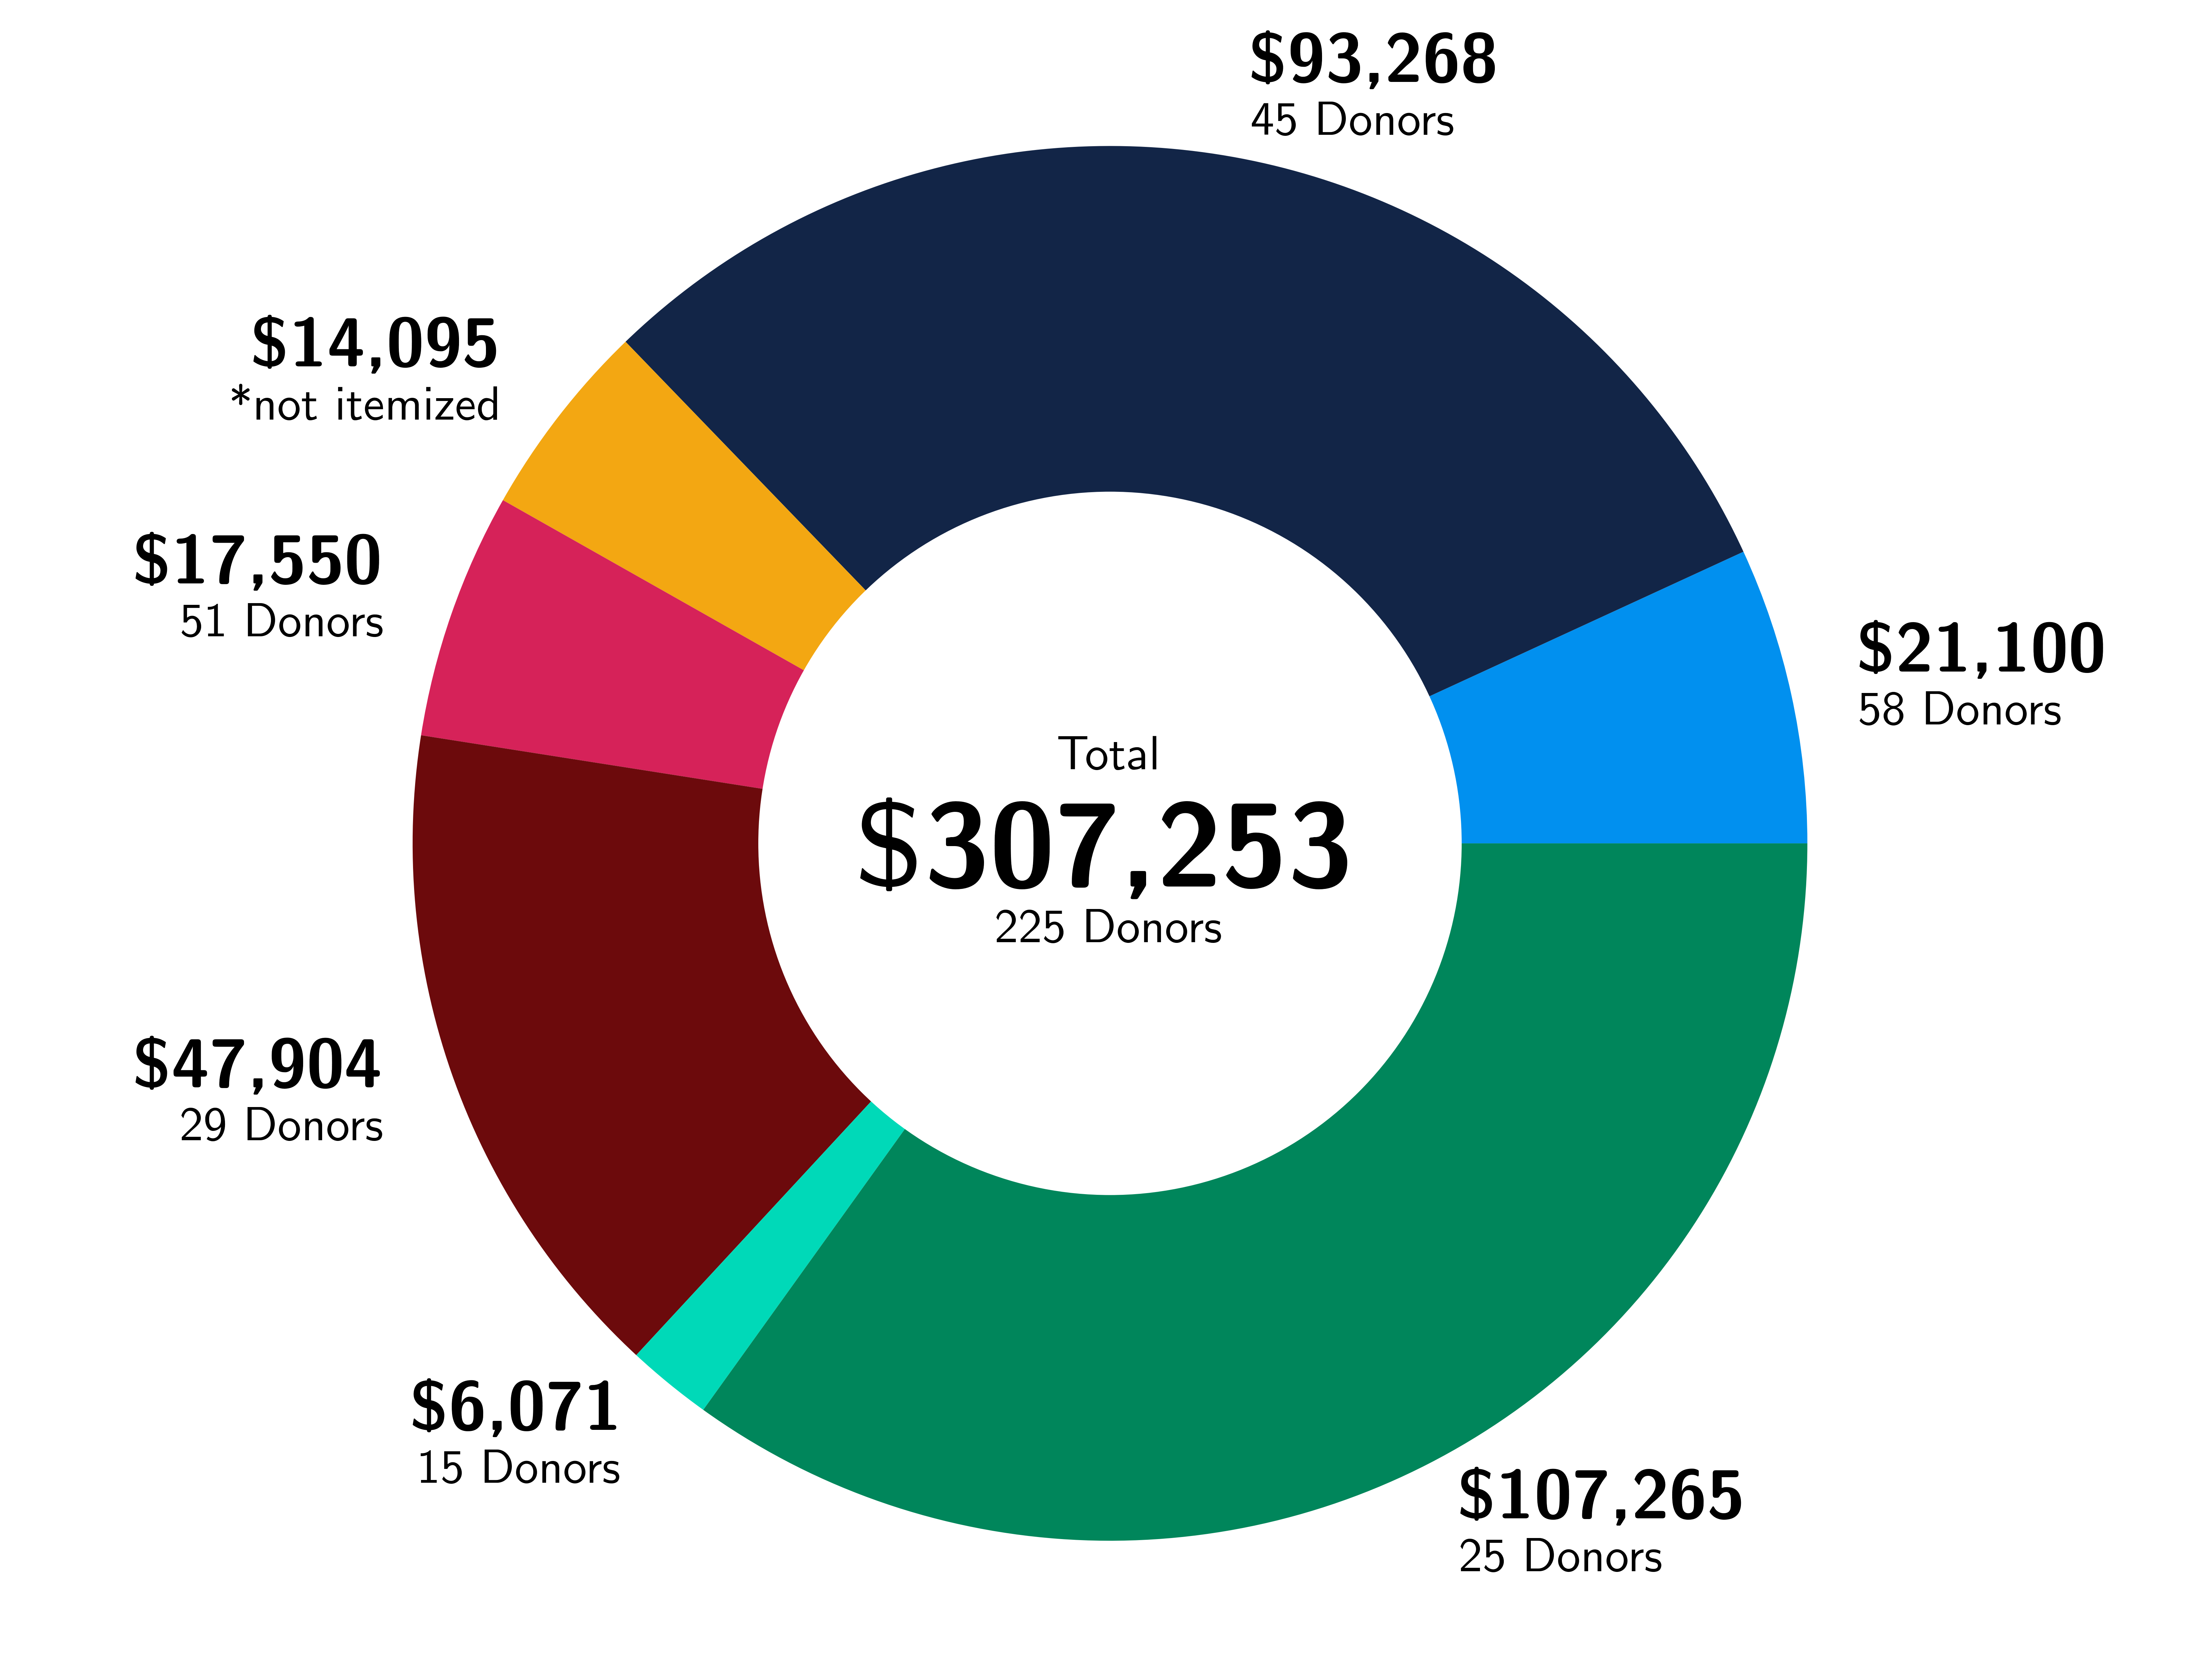 $93,268
45 Donors
$14,095
*not itemized
$17,550
51 Donors
$21,100
58 Donors
Total
$307,253
225 Donors
$47,904
29 Donors
$6,071
15 Donors
$107,265
25 Donors